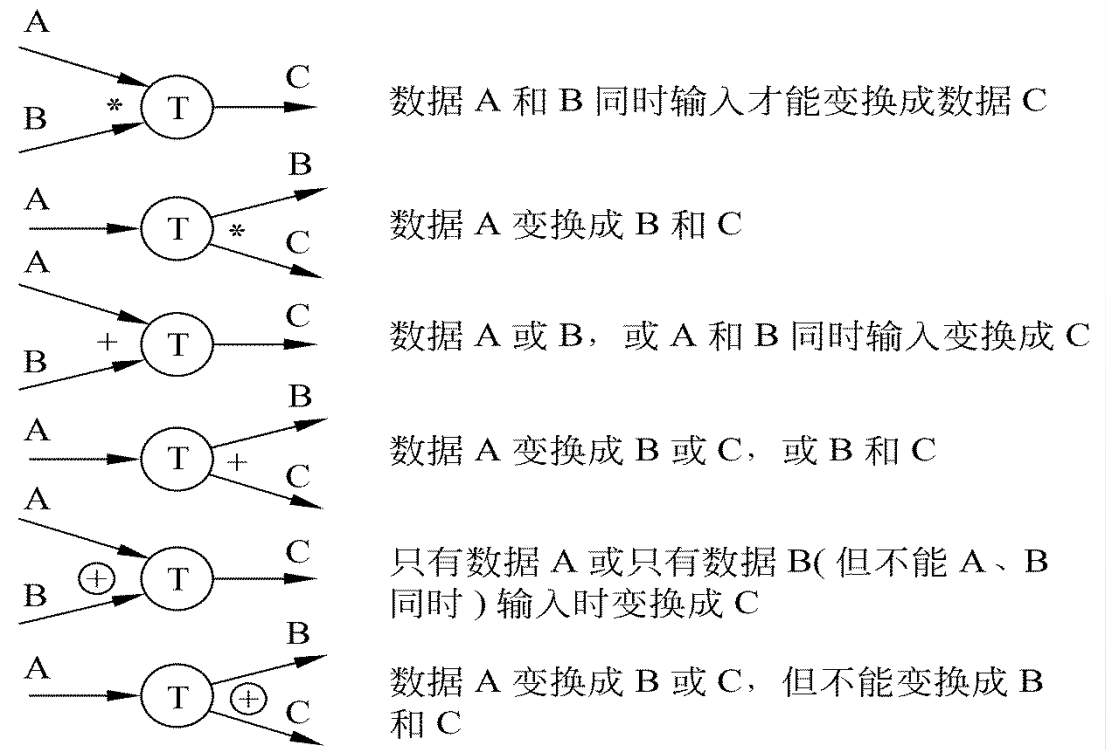 A
B
*
T
C
数据 A 和 B 同时输入才能变换成数据 C
A
T
*
B
C
数据 A 变换成 B 和 C
A
B
+
T
C
数据 A 或 B，或 A 和 B 同时输入变换成 C
A
T
+
B
C
数据 A 变换成 B 或 C，或 B 和 C
A
B
⊕
T
C
只有数据 A 或只有数据 B( 但不能 A、B
同时 ) 输入时变换成 C
A
T
⊕
B
C
数据 A 变换成 B 或 C，但不能变换成 B
和 C